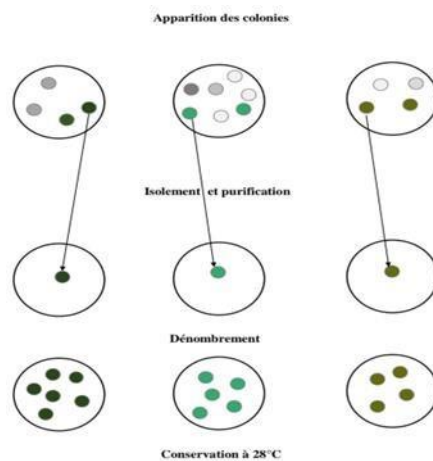 Apparition des colonies
Isolement et purification
Dénombrement
Conservation à 28°C